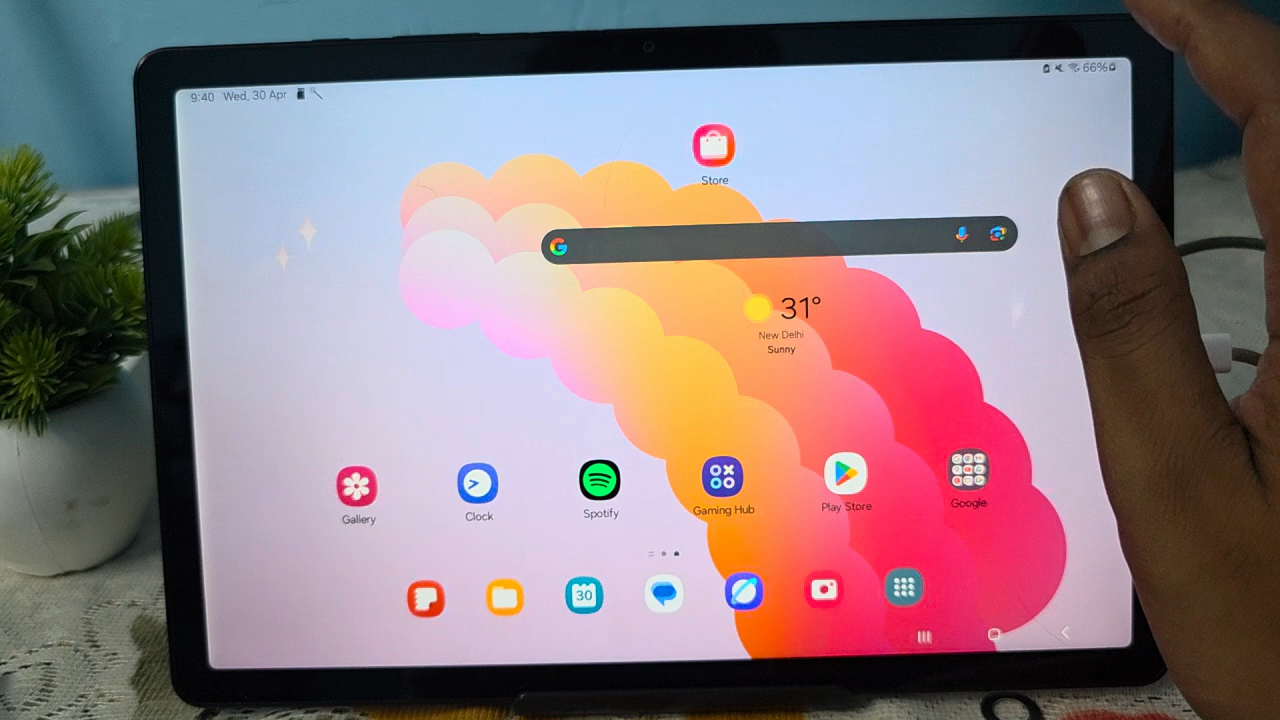 9:40 Wed, 30 Apr
66%
Store
G
31°
New Delhi
Sunny
Gallery
Clock
Spotify
Gaming Hub
Play Store
Google
30